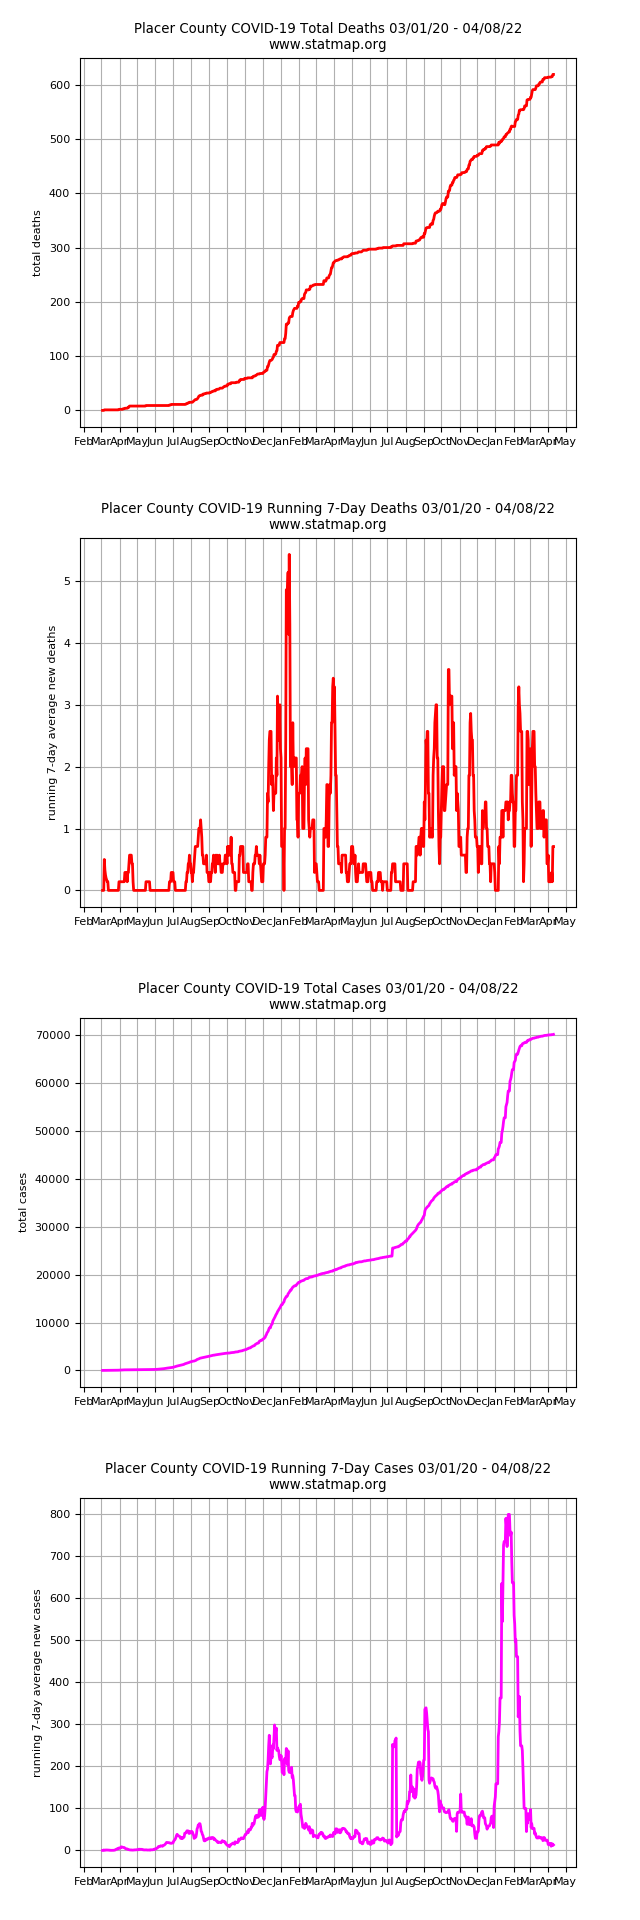 Placer County COVID-19 Total Deaths 03/01/20 - 04/08/22
www.statmap.org
600
500
400
300
200
100
0
total deaths
Feb Mar Apr May Jun Jul Aug Sep Oct Nov Dec Jan Feb Mar Apr May Jun Jul Aug Sep Oct Nov Dec Jan Feb Mar Apr May
Placer County COVID-19 Running 7-Day Deaths 03/01/20 - 04/08/22
www.statmap.org
5
4
3
2
1
0
running 7-day average new deaths
Feb Mar Apr May Jun Jul Aug Sep Oct Nov Dec Jan Feb Mar Apr May Jun Jul Aug Sep Oct Nov Dec Jan Feb Mar Apr May
Placer County COVID-19 Total Cases 03/01/20 - 04/08/22
www.statmap.org
70000
60000
50000
40000
30000
20000
10000
0
total cases
Feb Mar Apr May Jun Jul Aug Sep Oct Nov Dec Jan Feb Mar Apr May Jun Jul Aug Sep Oct Nov Dec Jan Feb Mar Apr May
Placer County COVID-19 Running 7-Day Cases 03/01/20 - 04/08/22
www.statmap.org
800
700
600
500
400
300
200
100
0
running 7-day average new cases
Feb Mar Apr May Jun Jul Aug Sep Oct Nov Dec Jan Feb Mar Apr May Jun Jul Aug Sep Oct Nov Dec Jan Feb Mar Apr May